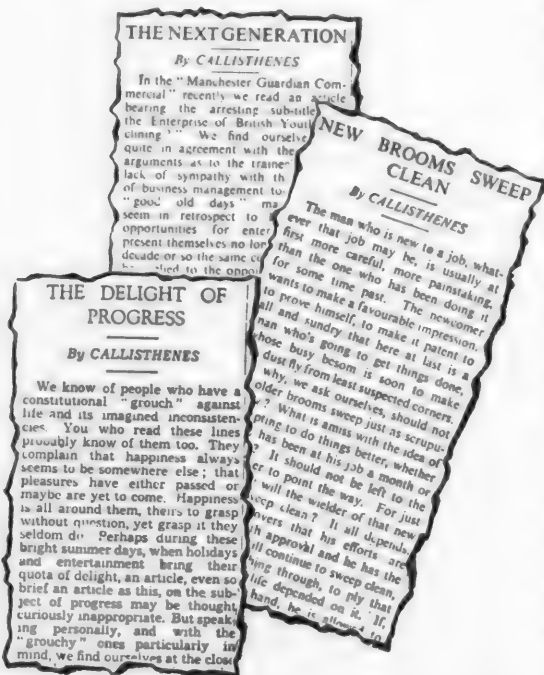 THE NEXT GENERATION
By CALLISTHENES
In the "Manchester Guardian Com-
mercial" recently we read an article
bearing the arresting sub-title
the Enterprise of British Yout
clining?" We find ourselve
quite in agreement with the
arguments as to the traine
lack of sympathy with th
of business management to-
"good old days" ma
seem in retrospect to
opportunities for enter
present themselves no lon
decade or so the same c
to the oppo
NEW BROOMS SWEEP
CLEAN
By CALLISTHENES
The man who is new to a job, what-
ever that job may be, is usually at
first more careful, more painstaking,
than the one who has been doing it
for some time past. The newcomer
wants to make a favourable impression,
to prove himself, to make it patent to
all and sundry that here at last is a
man who's going to get things done,
whose busy besom is soon to make
dust fly from least suspected corners.
why, we ask ourselves, should not
older brooms sweep just as scrupu-
? What is amiss with the idea of
pting to do things better, whether
has been at his job a month or
? It should not be left to the
er to point the way. For just
will the wielder of that new
eep clean? It all depends.
overs that his efforts are
th approval and he has the
ill continue to sweep clean,
hing through, to ply that
life depended on it. If,
hand, he is allowed to
THE DELIGHT OF
PROGRESS
By CALLISTHENES
We know of people who have a
constitutional "grouch" against
life and its imagined inconsisten-
cies. You who read these lines
probably know of them too. They
complain that happiness always
seems to be somewhere else; that
pleasures have either passed or
maybe are yet to come. Happiness
is all around them, theirs to grasp
without question, yet grasp it they
seldom do. Perhaps during these
bright summer days, when holidays
and entertainment bring their
quota of delight, an article, even so
brief an article as this, on the sub-
ject of progress may be thought
curiously inappropriate. But speak-
ing personally, and with the
"grouchy" ones particularly in
mind, we find ourselves at the close